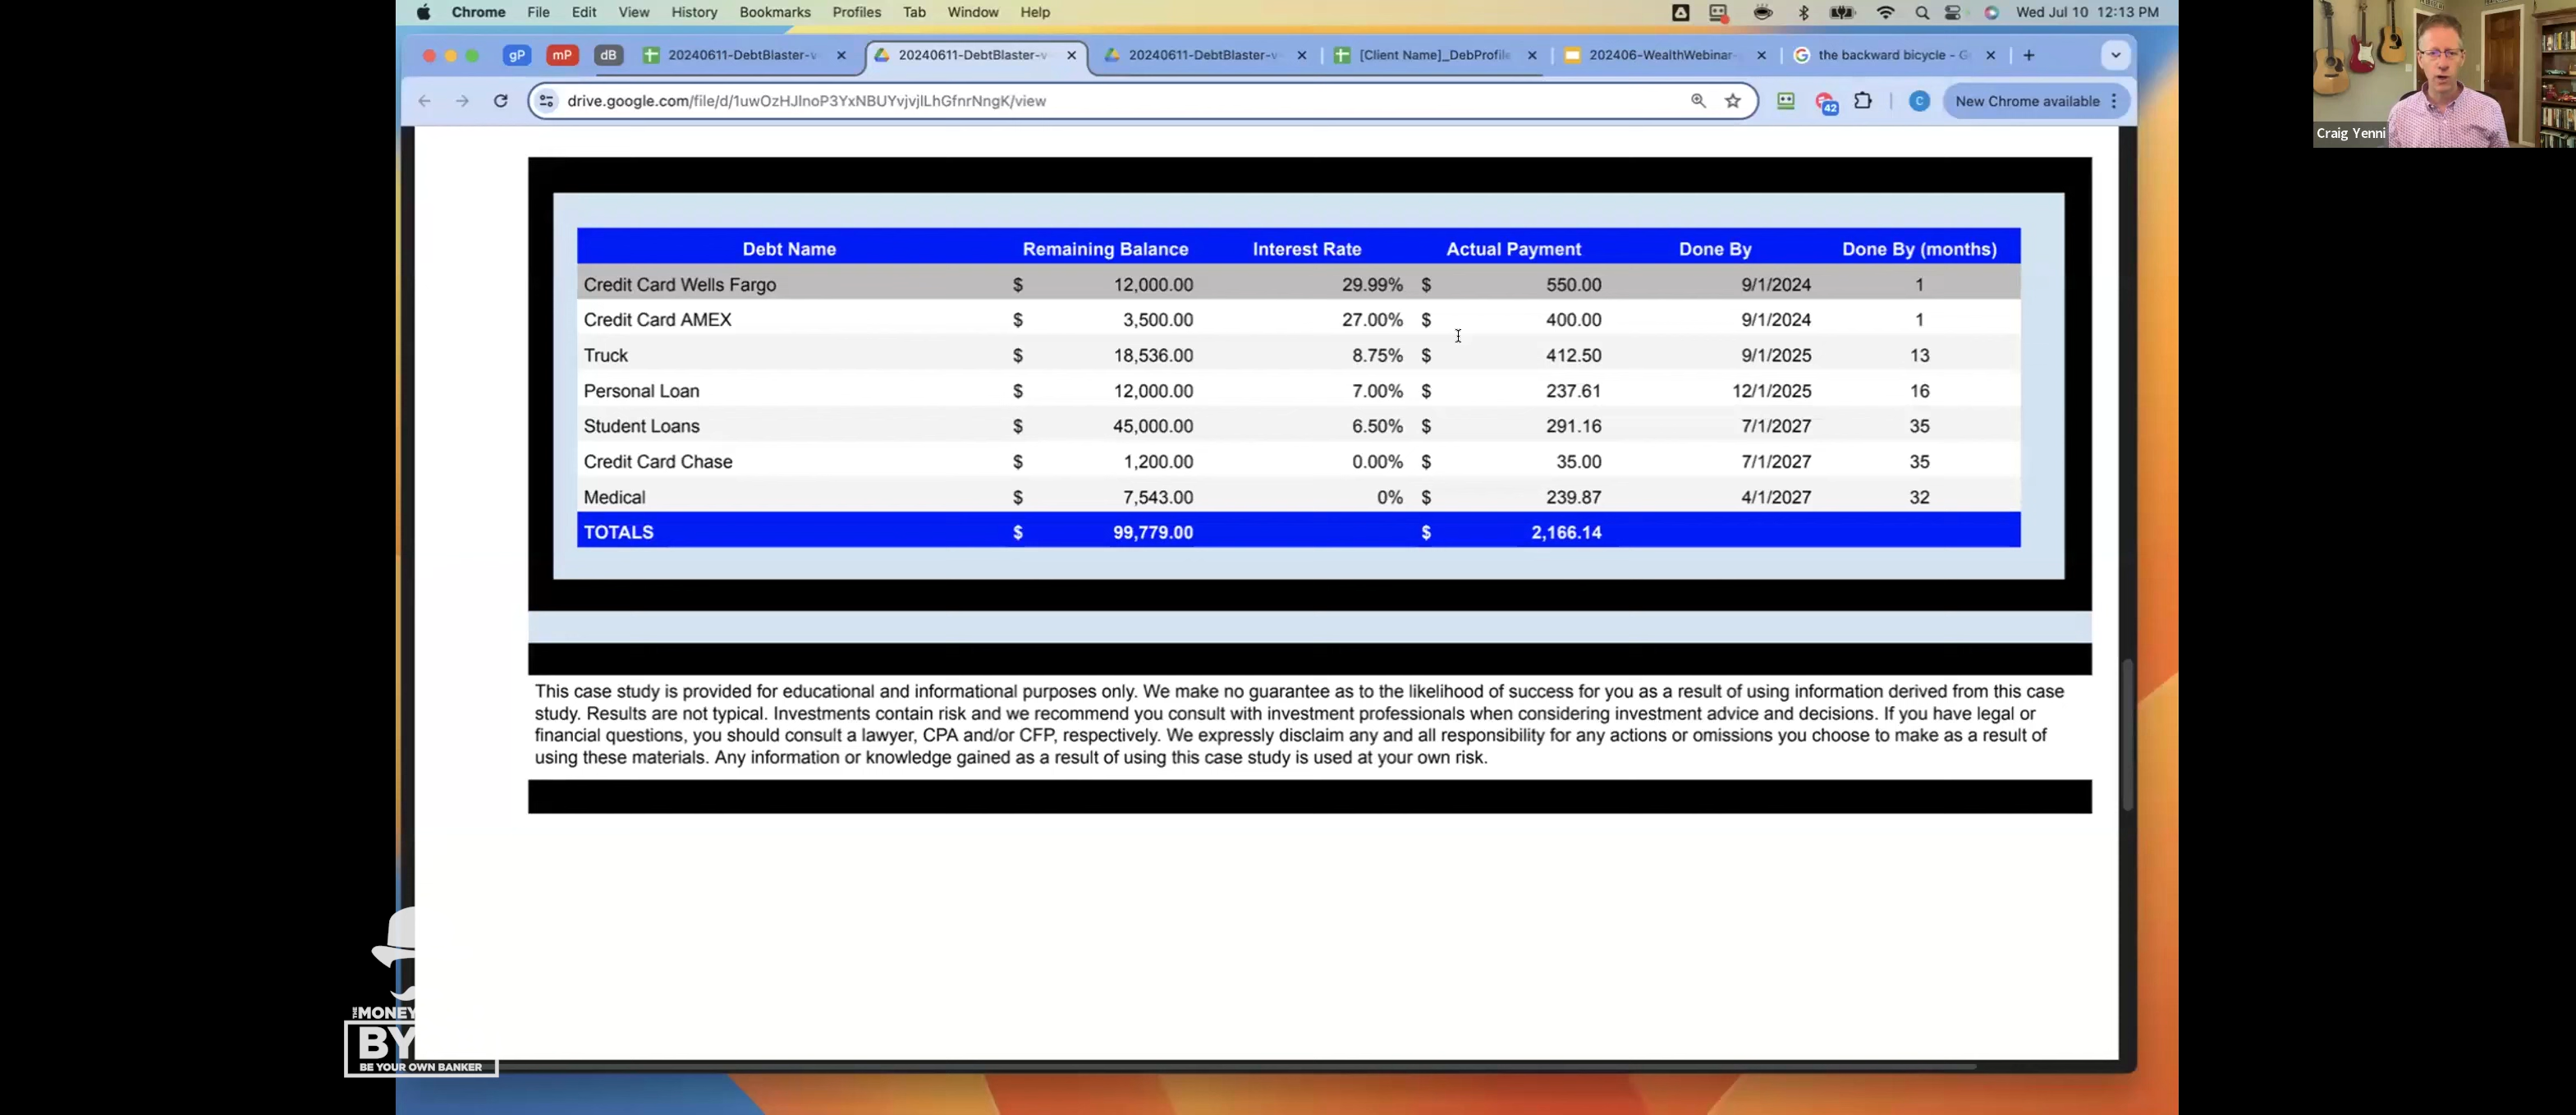 Chrome File Edit View History Bookmarks Profiles Tab Window Help Wed Jul 10 12:13 PM
gP mP dB 20240611-DebtBlaster-v 20240611-DebtBlaster-v 20240611-DebtBlaster-v [Client Name]_DebProfile 202406-WealthWebinar- the backward bicycle - G
drive.google.com/file/d/1uwOzHJlnoP3YxNBUYvjvjlLhGfnrNngK/view 42 C New Chrome available
Craig Yenni
Debt Name Remaining Balance Interest Rate Actual Payment Done By Done By (months)
Credit Card Wells Fargo $ 12,000.00 29.99% $ 550.00 9/1/2024 1
Credit Card AMEX $ 3,500.00 27.00% $ 400.00 9/1/2024 1
Truck $ 18,536.00 8.75% $ 412.50 9/1/2025 13
Personal Loan $ 12,000.00 7.00% $ 237.61 12/1/2025 16
Student Loans $ 45,000.00 6.50% $ 291.16 7/1/2027 35
Credit Card Chase $ 1,200.00 0.00% $ 35.00 7/1/2027 35
Medical $ 7,543.00 0% $ 239.87 4/1/2027 32
TOTALS $ 99,779.00 $ 2,166.14
This case study is provided for educational and informational purposes only. We make no guarantee as to the likelihood of success for you as a result of using information derived from this case
study. Results are not typical. Investments contain risk and we recommend you consult with investment professionals when considering investment advice and decisions. If you have legal or
financial questions, you should consult a lawyer, CPA and/or CFP, respectively. We expressly disclaim any and all responsibility for any actions or omissions you choose to make as a result of
using these materials. Any information or knowledge gained as a result of using this case study is used at your own risk.
THE MONEY
BY
BE YOUR OWN BANKER